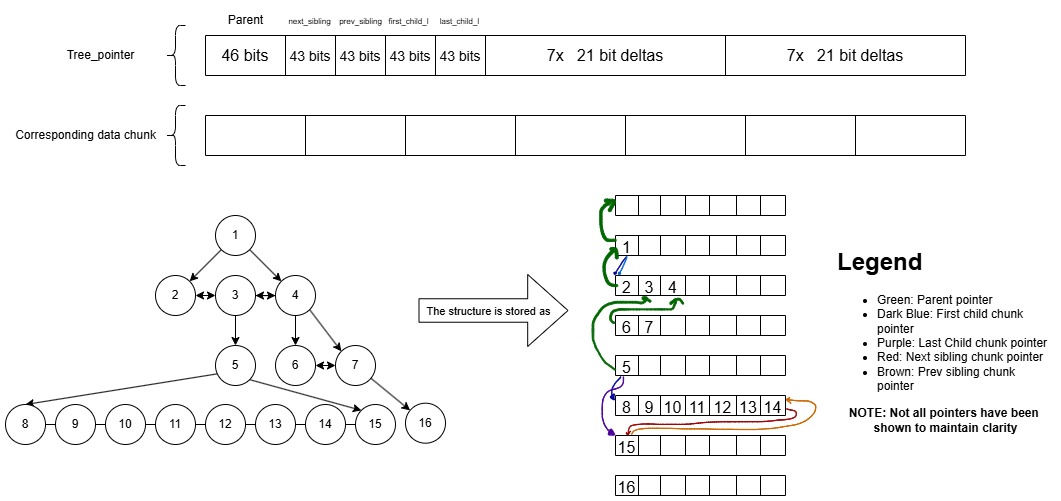 Parent
next_sibling prev_sibling first_child_l last_child_l
Tree_pointer
46 bits 43 bits 43 bits 43 bits 43 bits 7x 21 bit deltas 7x 21 bit deltas
Corresponding data chunk
1
2 3 4
5 6 7
8 9 10 11 12 13 14 15 16
The structure is stored as
1
2 3 4
6 7
5
8 9 10 11 12 13 14
15
16
Legend
Green: Parent pointer
Dark Blue: First child chunk
pointer
Purple: Last Child chunk pointer
Red: Next sibling chunk pointer
Brown: Prev sibling chunk
pointer
NOTE: Not all pointers have been
shown to maintain clarity